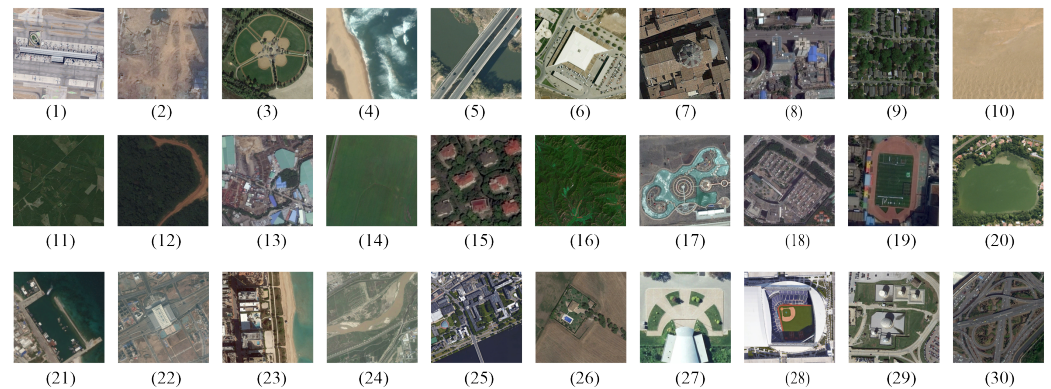 (1) (2) (3) (4) (5) (6) (7) (8) (9) (10)
(11) (12) (13) (14) (15) (16) (17) (18) (19) (20)
(21) (22) (23) (24) (25) (26) (27) (28) (29) (30)